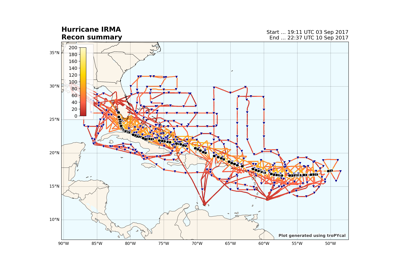 Hurricane IRMA
Recon summary
Start ... 19:11 UTC 03 Sep 2017
End ... 22:37 UTC 10 Sep 2017
200
180
160
140
120
100
80
60
40
20
0
35°N
30°N
25°N
20°N
15°N
10°N
90°W 85°W 80°W 75°W 70°W 65°W 60°W 55°W 50°W
Plot generated using troPYcal